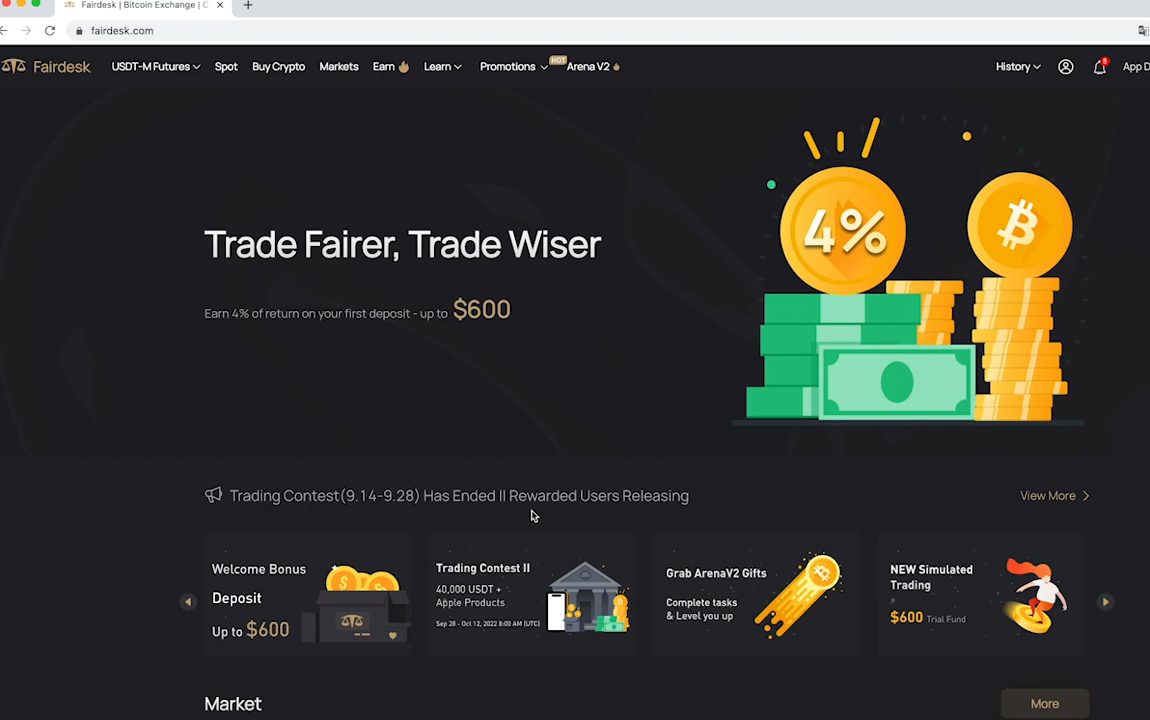 Fairdesk | Bitcoin Exchange | C
fairdesk.com
Fairdesk USDT-M Futures Spot Buy Crypto Markets Earn Learn Promotions HOT Arena V2 History 8 App D
4%
Trade Fairer, Trade Wiser
Earn 4% of return on your first deposit - up to $600
Trading Contest(9.14-9.28) Has Ended II Rewarded Users Releasing
View More
Welcome Bonus
Deposit
Up to $600
Trading Contest II
40,000 USDT +
Apple Products
Sep 28 - Oct 12, 2022 8:00 AM (UTC)
Grab ArenaV2 Gifts
Complete tasks
& Level you up
NEW Simulated
Trading
$600 Trial Fund
Market
More